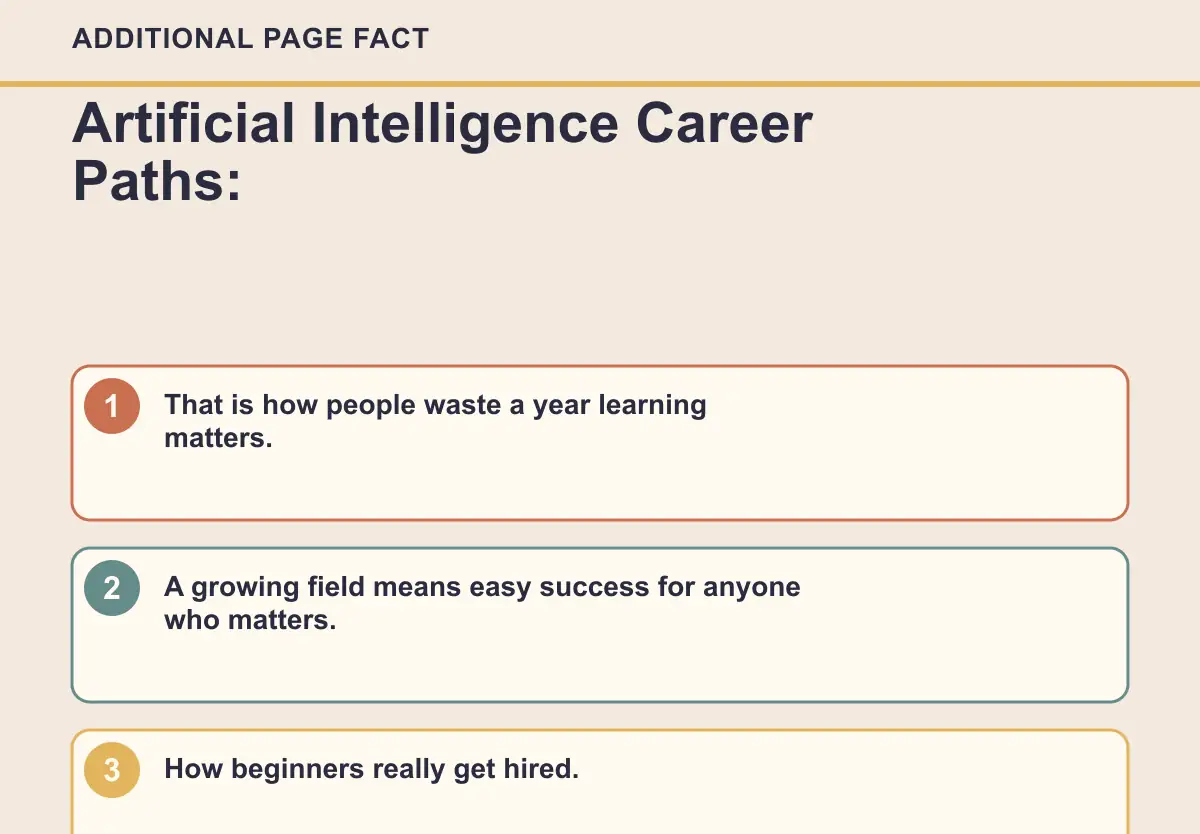 ADDITIONAL PAGE FACT
Artificial Intelligence Career
Paths:
1
That is how people waste a year learning
matters.
2
A growing field means easy success for anyone
who matters.
3
How beginners really get hired.